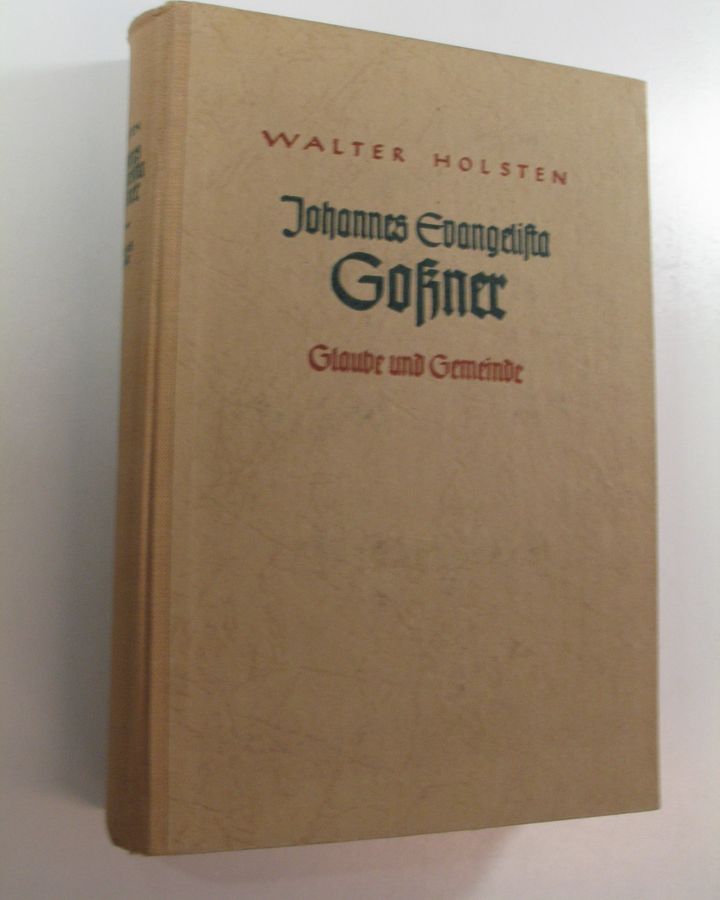 WALTER HOLSTEN
Johannes Evangelista
Goßner
Glaube und Gemeinde